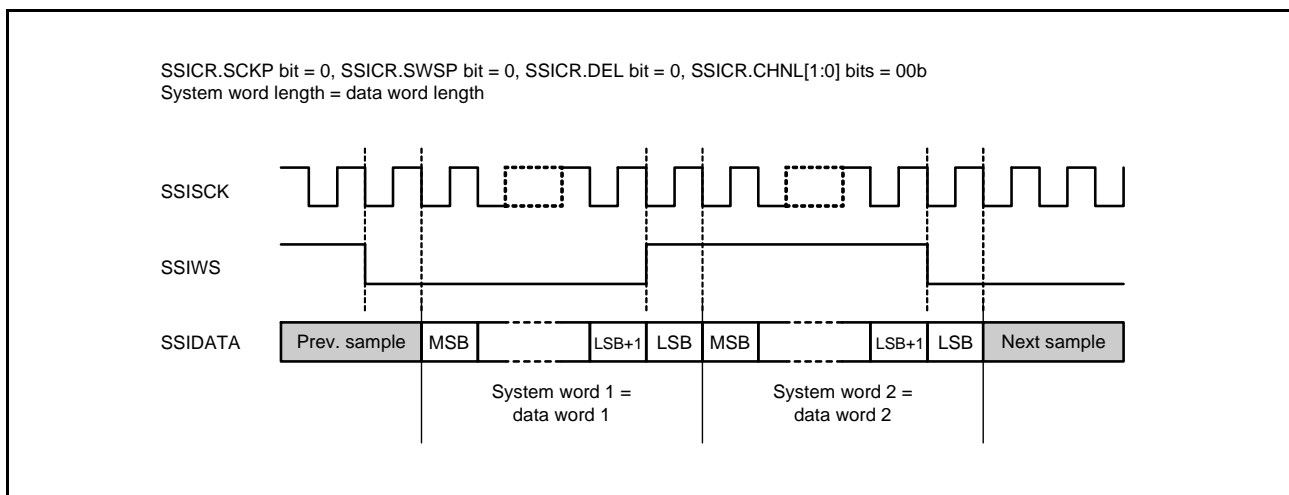 SSICR.SCKP bit = 0, SSICR.SWSP bit = 0, SSICR.DEL bit = 0, SSICR.CHNL[1:0] bits = 00b
System word length = data word length
SSISCK
SSIWS
SSIDATA Prev. sample MSB LSB+1 LSB MSB LSB+1 LSB Next sample
System word 1 = System word 2 =
data word 1 data word 2